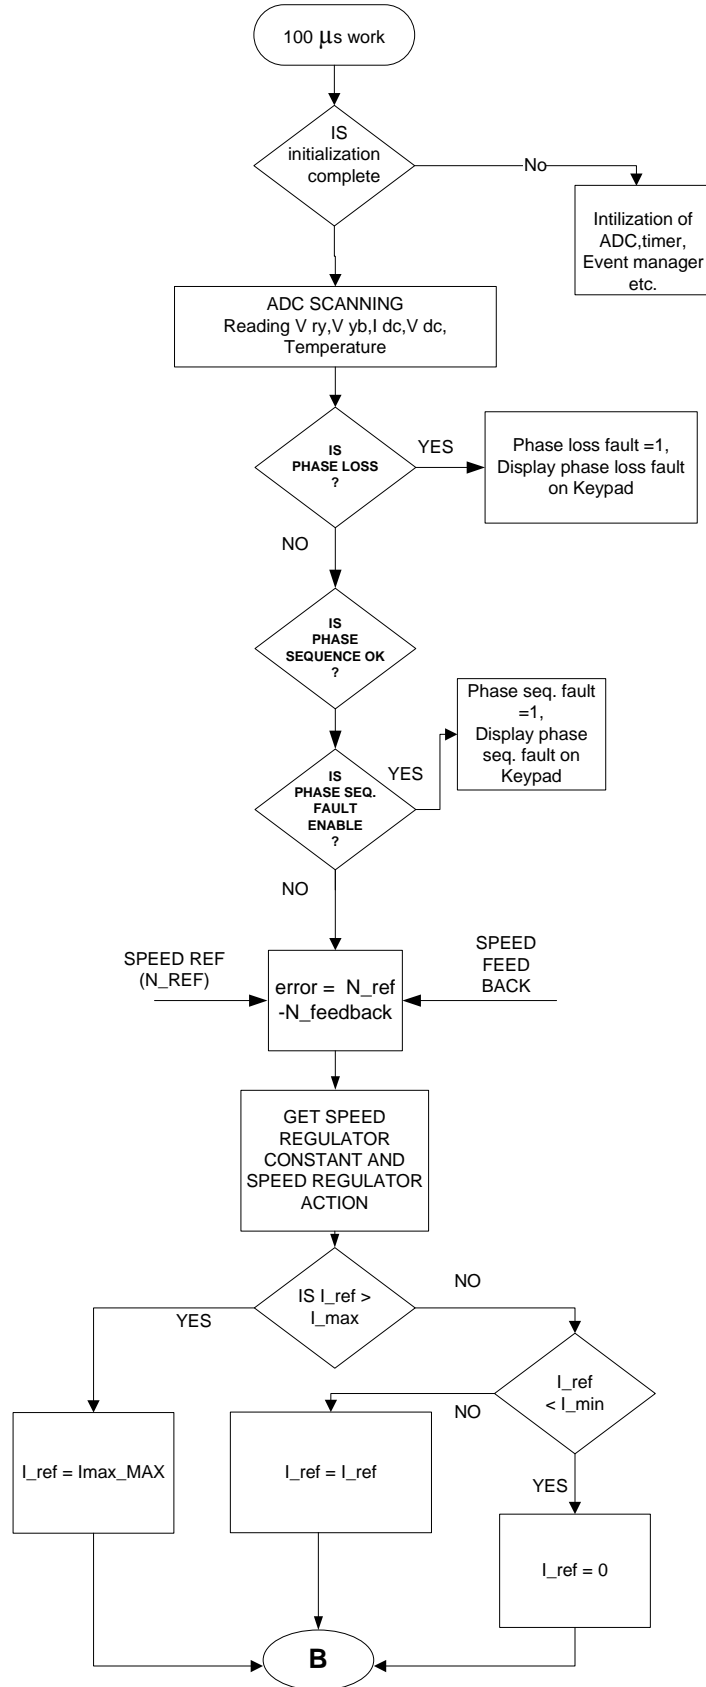 100 µs work
IS
initialization
complete
No
Intilization of
ADC,timer,
Event manager
etc.
ADC SCANNING
Reading V ry,V yb,I dc,V dc,
Temperature
IS
PHASE LOSS
?
YES
Phase loss fault =1,
Display phase loss fault
on Keypad
NO
IS
PHASE
SEQUENCE OK
?
Phase seq. fault
=1,
Display phase
seq. fault on
Keypad
IS
PHASE SEQ.
FAULT
ENABLE
?
YES
NO
SPEED REF
(N_REF)
error = N_ref
-N_feedback
SPEED
FEED
BACK
GET SPEED
REGULATOR
CONSTANT AND
SPEED REGULATOR
ACTION
IS I_ref >
I_max
YES
NO
I_ref
< I_min
NO
YES
I_ref = Imax_MAX
I_ref = I_ref
I_ref = 0
B